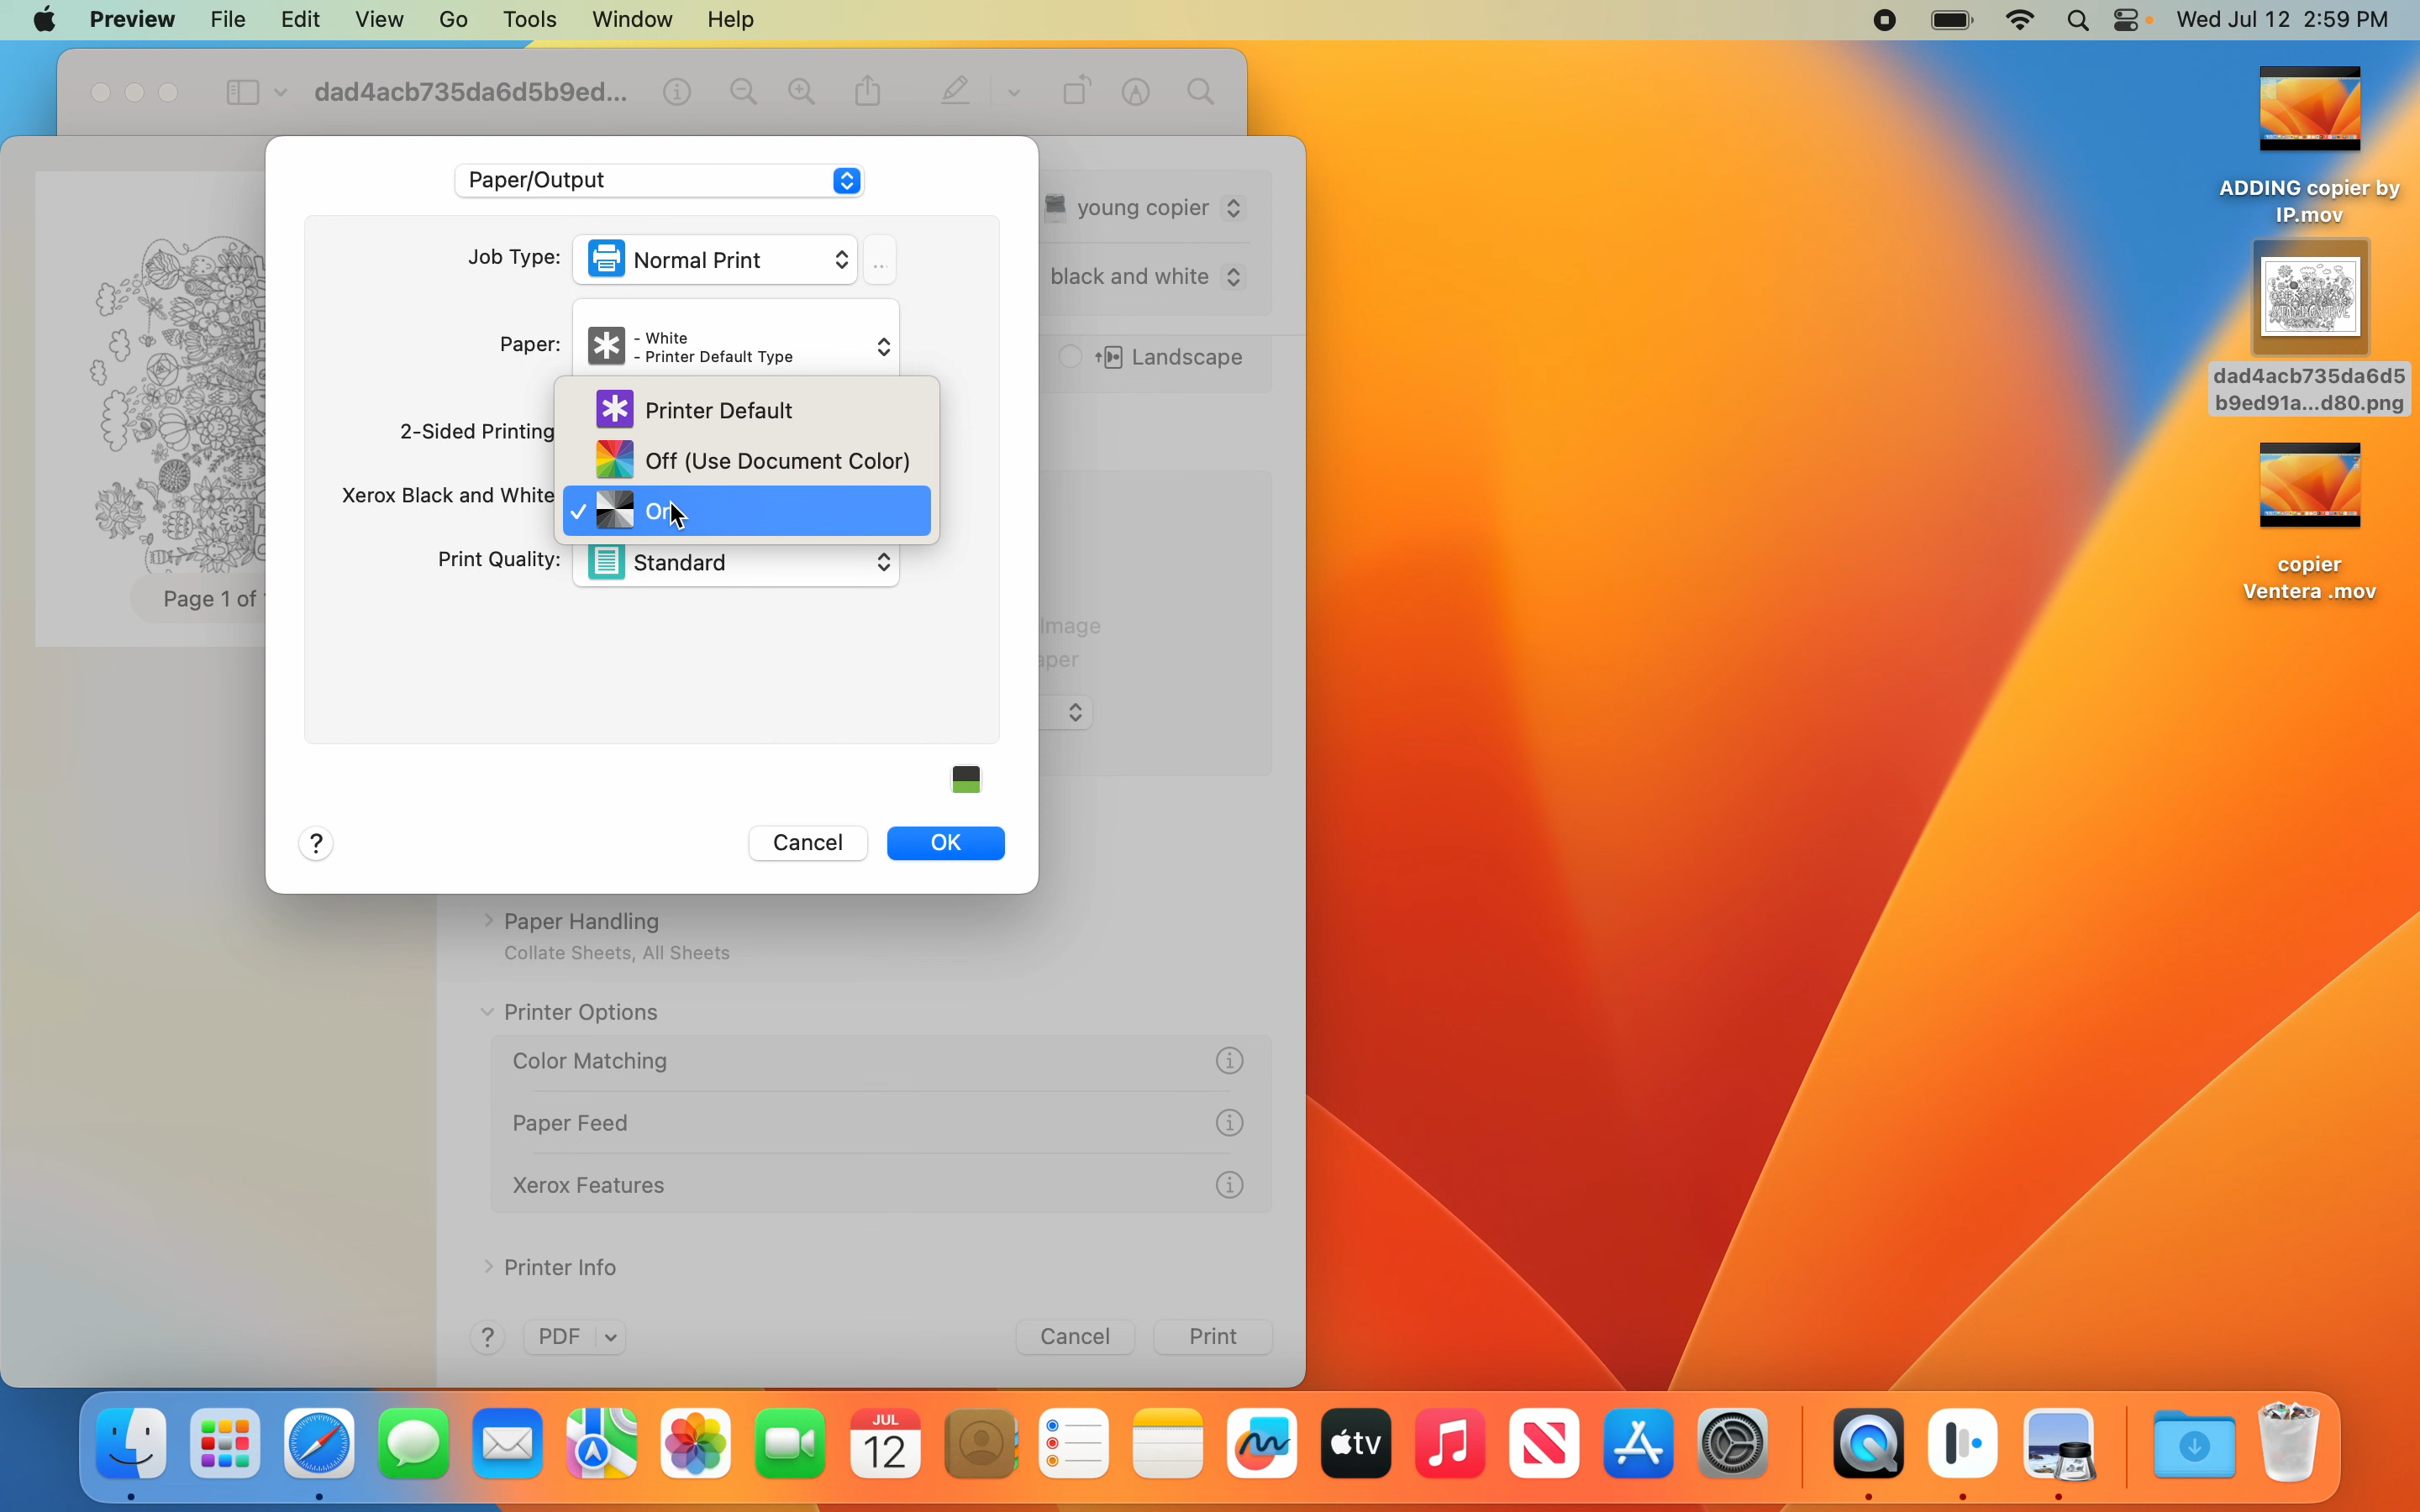 Preview File Edit View Go Tools Window Help Wed Jul 12 2:59 PM
dad4acb735da6d5b9ed...
Paper/Output
Job Type: Normal Print ...
Paper: - White
- Printer Default Type
2-Sided Printing
Printer Default
Off (Use Document Color)
Xerox Black and White
On
Print Quality: Standard
? Cancel OK
young copier
black and white
Landscape
Image
Page 1 of
Paper Handling
Collate Sheets, All Sheets
Printer Options
Color Matching
Paper Feed
Xerox Features
Printer Info
? PDF Cancel Print
ADDING copier by
IP.mov
dad4acb735da6d5
b9ed91a...d80.png
copier
Ventera .mov
JUL
12
tv